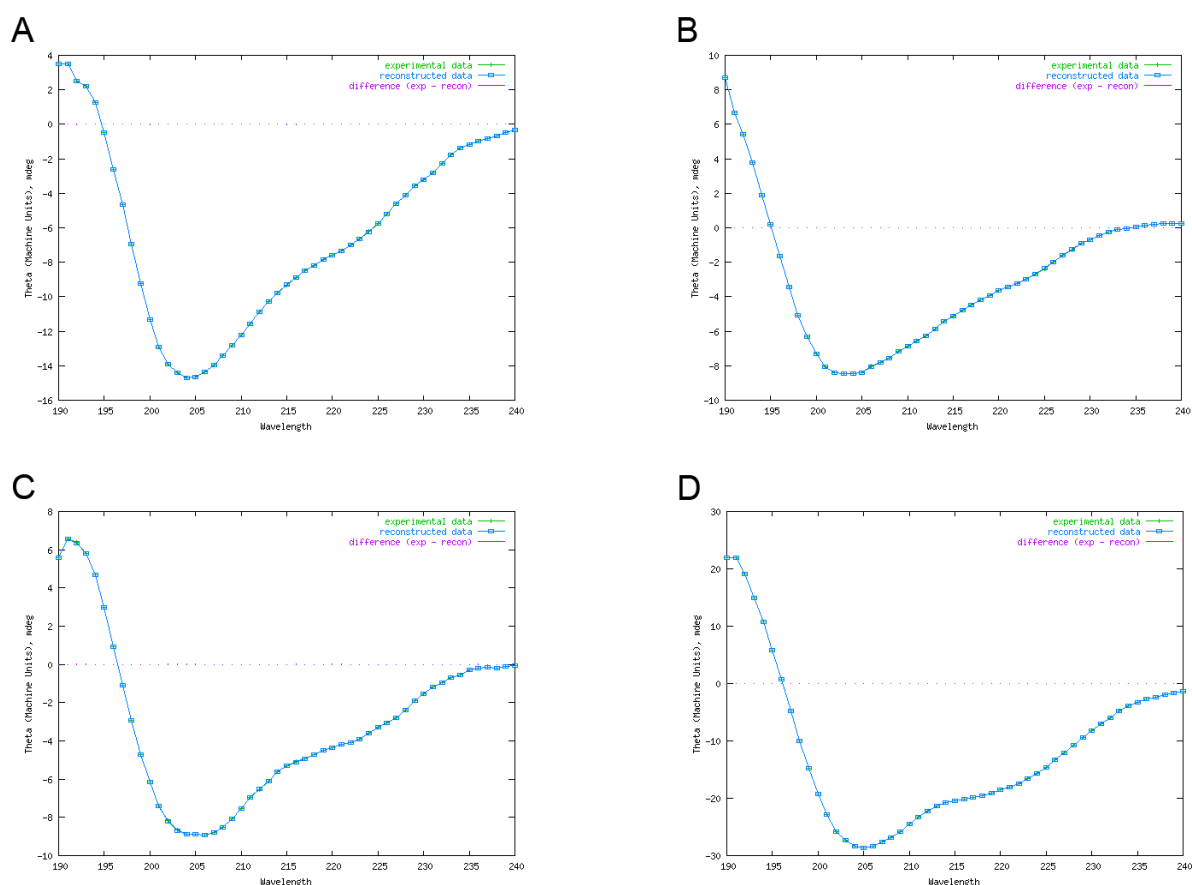 A
4
2
0
-2
-4
-6
-8
-10
-12
-14
-16
190 195 200 205 210 215 220 225 230 235 240
Theta (Machine Units), mdeg
Wavelength
experimental data
reconstructed data
difference (exp - recon)
B
10
8
6
4
2
0
-2
-4
-6
-8
-10
190 195 200 205 210 215 220 225 230 235 240
Theta (Machine Units), mdeg
Wavelength
experimental data
reconstructed data
difference (exp - recon)
C
8
6
4
2
0
-2
-4
-6
-8
-10
190 195 200 205 210 215 220 225 230 235 240
Theta (Machine Units), mdeg
Wavelength
experimental data
reconstructed data
difference (exp - recon)
D
30
20
10
0
-10
-20
-30
190 195 200 205 210 215 220 225 230 235 240
Theta (Machine Units), mdeg
Wavelength
experimental data
reconstructed data
difference (exp - recon)